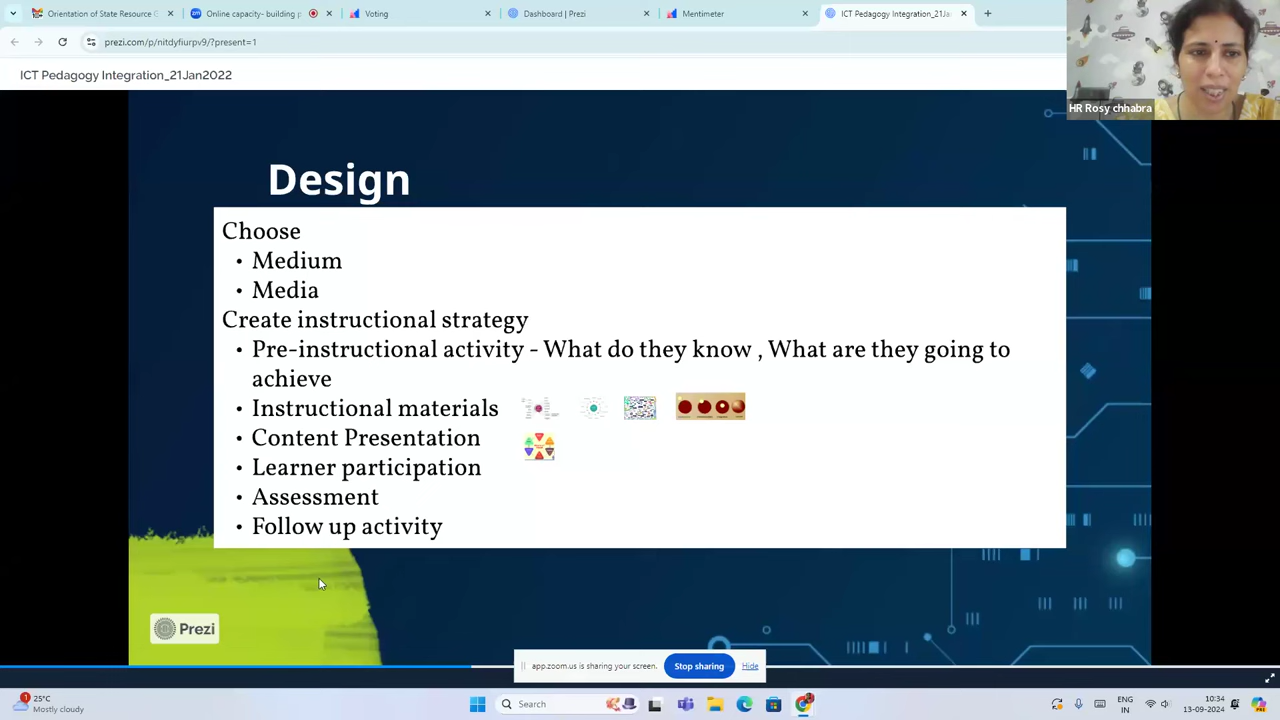 Orientation of State Resource G
Online capacity- building p
Voting
Dashboard | Prezi
Mentimeter
ICT Pedagogy Integration_21Ja
prezi.com/p/nitdyfiurpv9/?present=1
ICT Pedagogy Integration_21Jan2022
HR Rosy chhabra
Design
Choose
• Medium
• Media
Create instructional strategy
• Pre-instructional activity - What do they know , What are they going to
achieve
• Instructional materials
• Content Presentation
• Learner participation
• Assessment
• Follow up activity
Prezi
app.zoom.us is sharing your screen.
Stop sharing
Hide
1
25°C
Mostly cloudy
Search
ENG
IN
10:34
13-09-2024